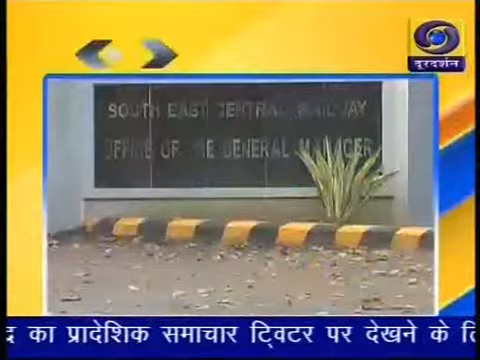 दूरदर्शन
SOUTH EAST CENTRAL RAILWAY
OFFICE OF THE GENERAL MANAGER
का प्रादेशिक समाचार ट्विटर पर देखने के